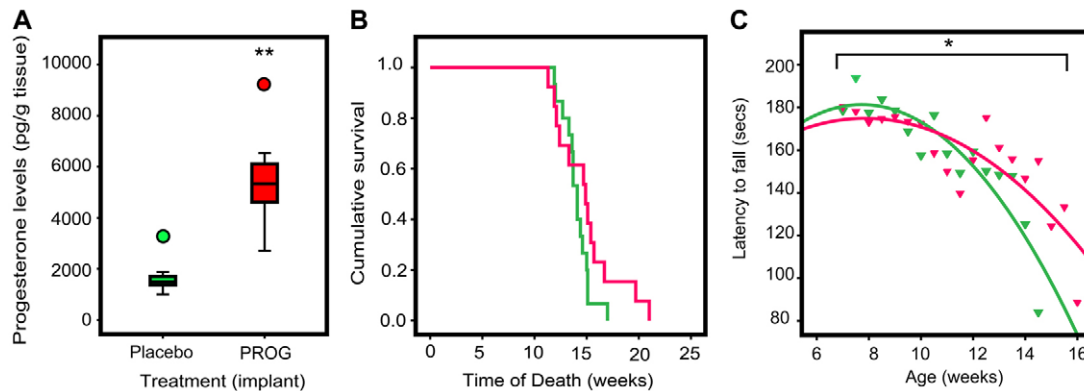 A
Progesterone levels (pg/g tissue)
10000
8000
6000
4000
2000
0
**
Placebo
PROG
Treatment (implant)
B
Cumulative survival
1.0
0.8
0.6
0.4
0.2
0.0
0 5 10 15 20 25
Time of Death (weeks)
C
Latency to fall (secs)
200
180
160
140
120
100
80
*
6 8 10 12 14 16
Age (weeks)